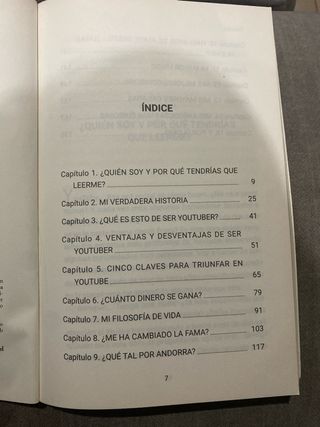 ÍNDICE
Capítulo 1. ¿QUIÉN SOY Y POR QUÉ TENDRÍAS QUE
LEERME? 9
Capítulo 2. MI VERDADERA HISTORIA 25
Capítulo 3. ¿QUÉ ES ESTO DE SER YOUTUBER? 41
Capítulo 4. VENTAJAS Y DESVENTAJAS DE SER
YOUTUBER 51
Capítulo 5. CINCO CLAVES PARA TRIUNFAR EN
YOUTUBE 65
Capítulo 6. ¿CUÁNTO DINERO SE GANA? 79
Capítulo 7. MI FILOSOFÍA DE VIDA 91
Capítulo 8. ¿ME HA CAMBIADO LA FAMA? 103
Capítulo 9. ¿QUÉ TAL POR ANDORRA? 117
7